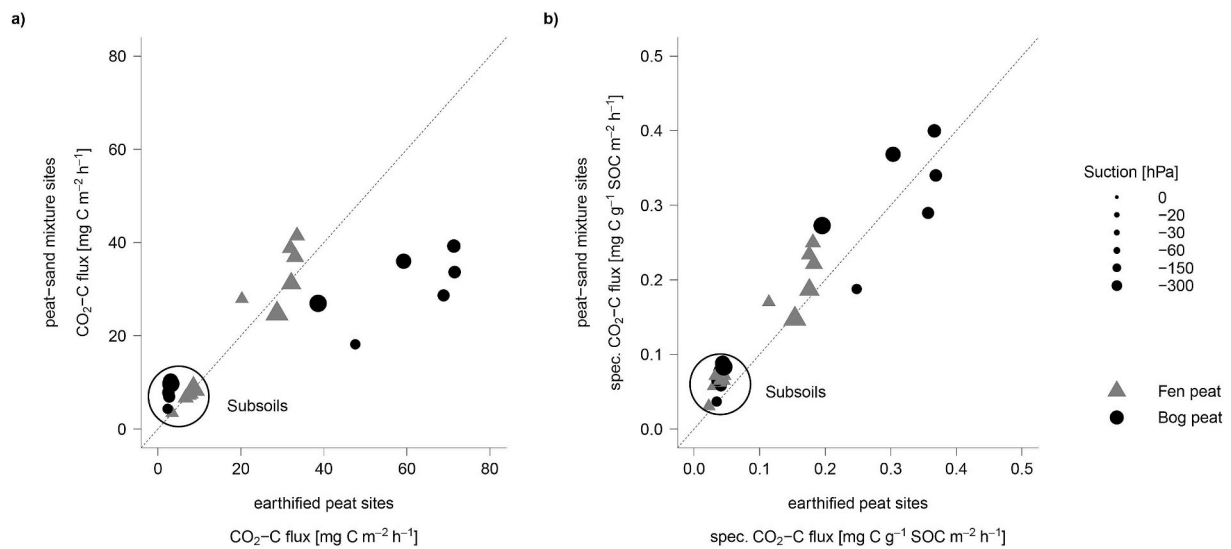 a)
80
60
40
20
0
peat−sand mixture sites
CO₂−C flux [mg C m⁻² h⁻¹]
Subsoils
0 20 40 60 80
earthified peat sites
CO₂−C flux [mg C m⁻² h⁻¹]
b)
0.5
0.4
0.3
0.2
0.1
0.0
peat−sand mixture sites
spec. CO₂−C flux [mg C g⁻¹ SOC m⁻² h⁻¹]
Subsoils
0.0 0.1 0.2 0.3 0.4 0.5
earthified peat sites
spec. CO₂−C flux [mg C g⁻¹ SOC m⁻² h⁻¹]
Suction [hPa]
0
−20
−30
−60
−150
−300
Fen peat
Bog peat